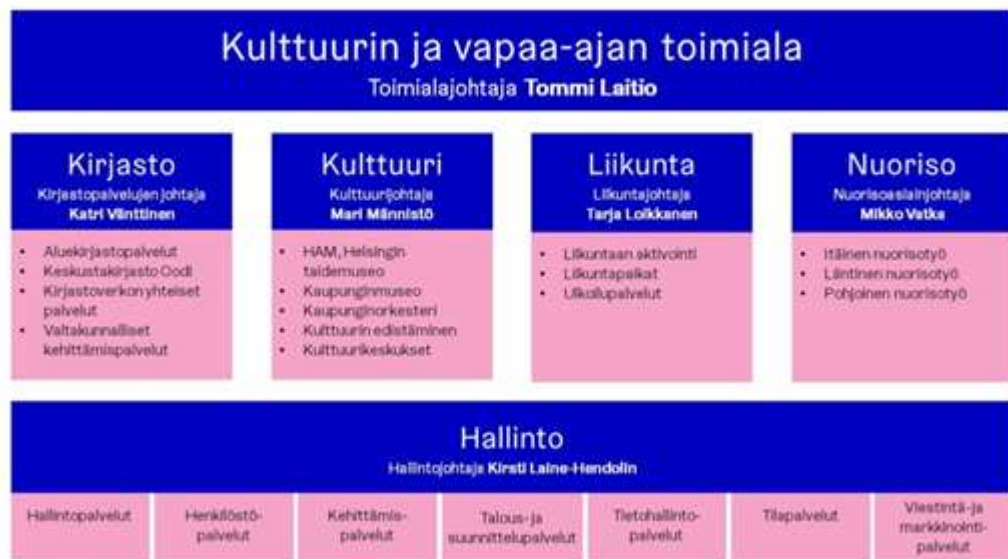 Kulttuurin ja vapaa-ajan toimiala
Toimialajohtaja Tommi Laitio
Kirjasto
Kirjastopalvelujen johtaja
Katri Vänttinen
• Aluekirjastopalvelut
• Keskustakirjasto Oodi
• Kirjastoverkon yhteiset
palvelut
• Valtakunnalliset
kehittämispalvelut
Kulttuuri
Kulttuurijohtaja
Mari Männistö
• HAM, Helsingin
taidemuseo
• Kaupunginmuseo
• Kaupunginorkesteri
• Kulttuurin edistäminen
• Kulttuurikeskukset
Liikunta
Liikuntajohtaja
Tarja Loikkanen
• Liikuntaan aktivointi
• Liikuntapaikat
• Ulkoilupalvelut
Nuoriso
Nuorisoasiainjohtaja
Mikko Vatka
• Itäinen nuorisotyö
• Läntinen nuorisotyö
• Pohjoinen nuorisotyö
Hallinto
Hallintojohtaja Kirsti Laine-Hendolin
Hallintopalvelut
Henkilöstö-
palvelut
Kehittämis-
palvelut
Talous- ja
suunnittelupalvelut
Tietohallinto-
palvelut
Tilapalvelut
Viestintä- ja
markkinointi-
palvelut